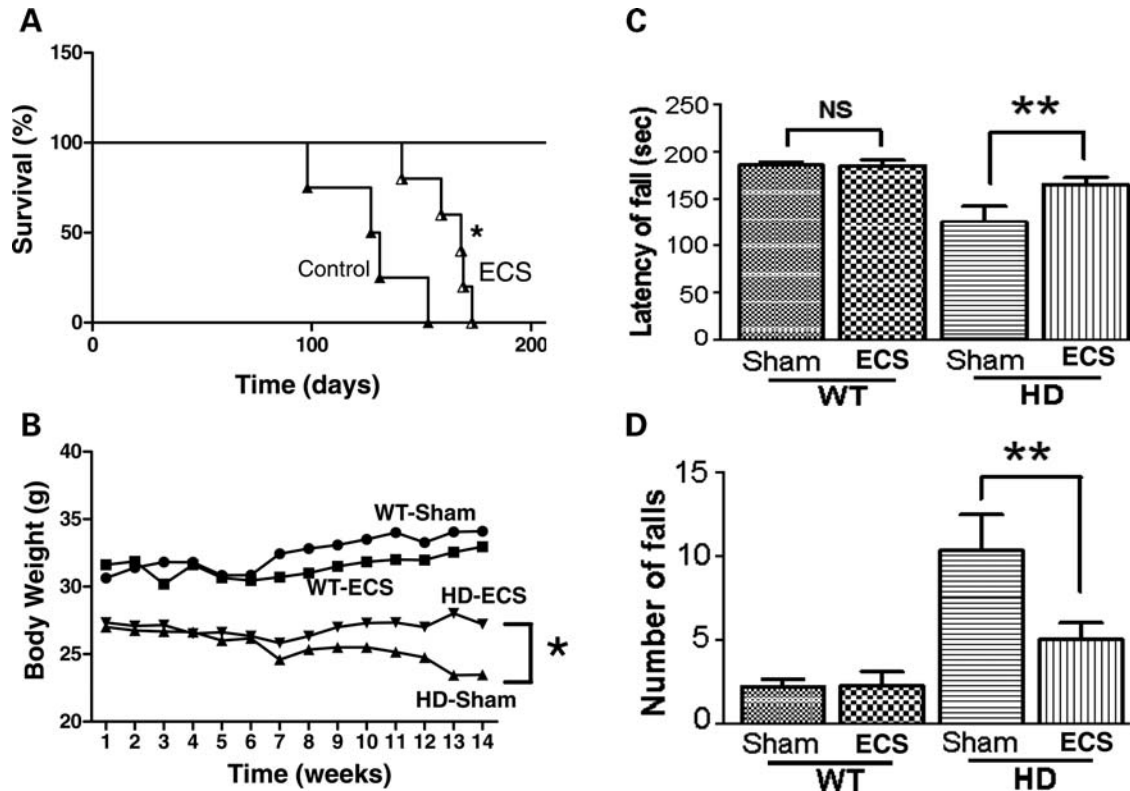 A
150
100
50
0
Survival (%)
Control
*
ECS
0 100 200
Time (days)
B
40
35
30
25
20
Body Weight (g)
WT-Sham
WT-ECS
HD-ECS
*
HD-Sham
1 2 3 4 5 6 7 8 9 10 11 12 13 14
Time (weeks)
C
250
200
150
100
50
0
Latency of fall (sec)
NS
**
Sham ECS Sham ECS
WT HD
D
15
10
5
0
Number of falls
**
Sham ECS Sham ECS
WT HD